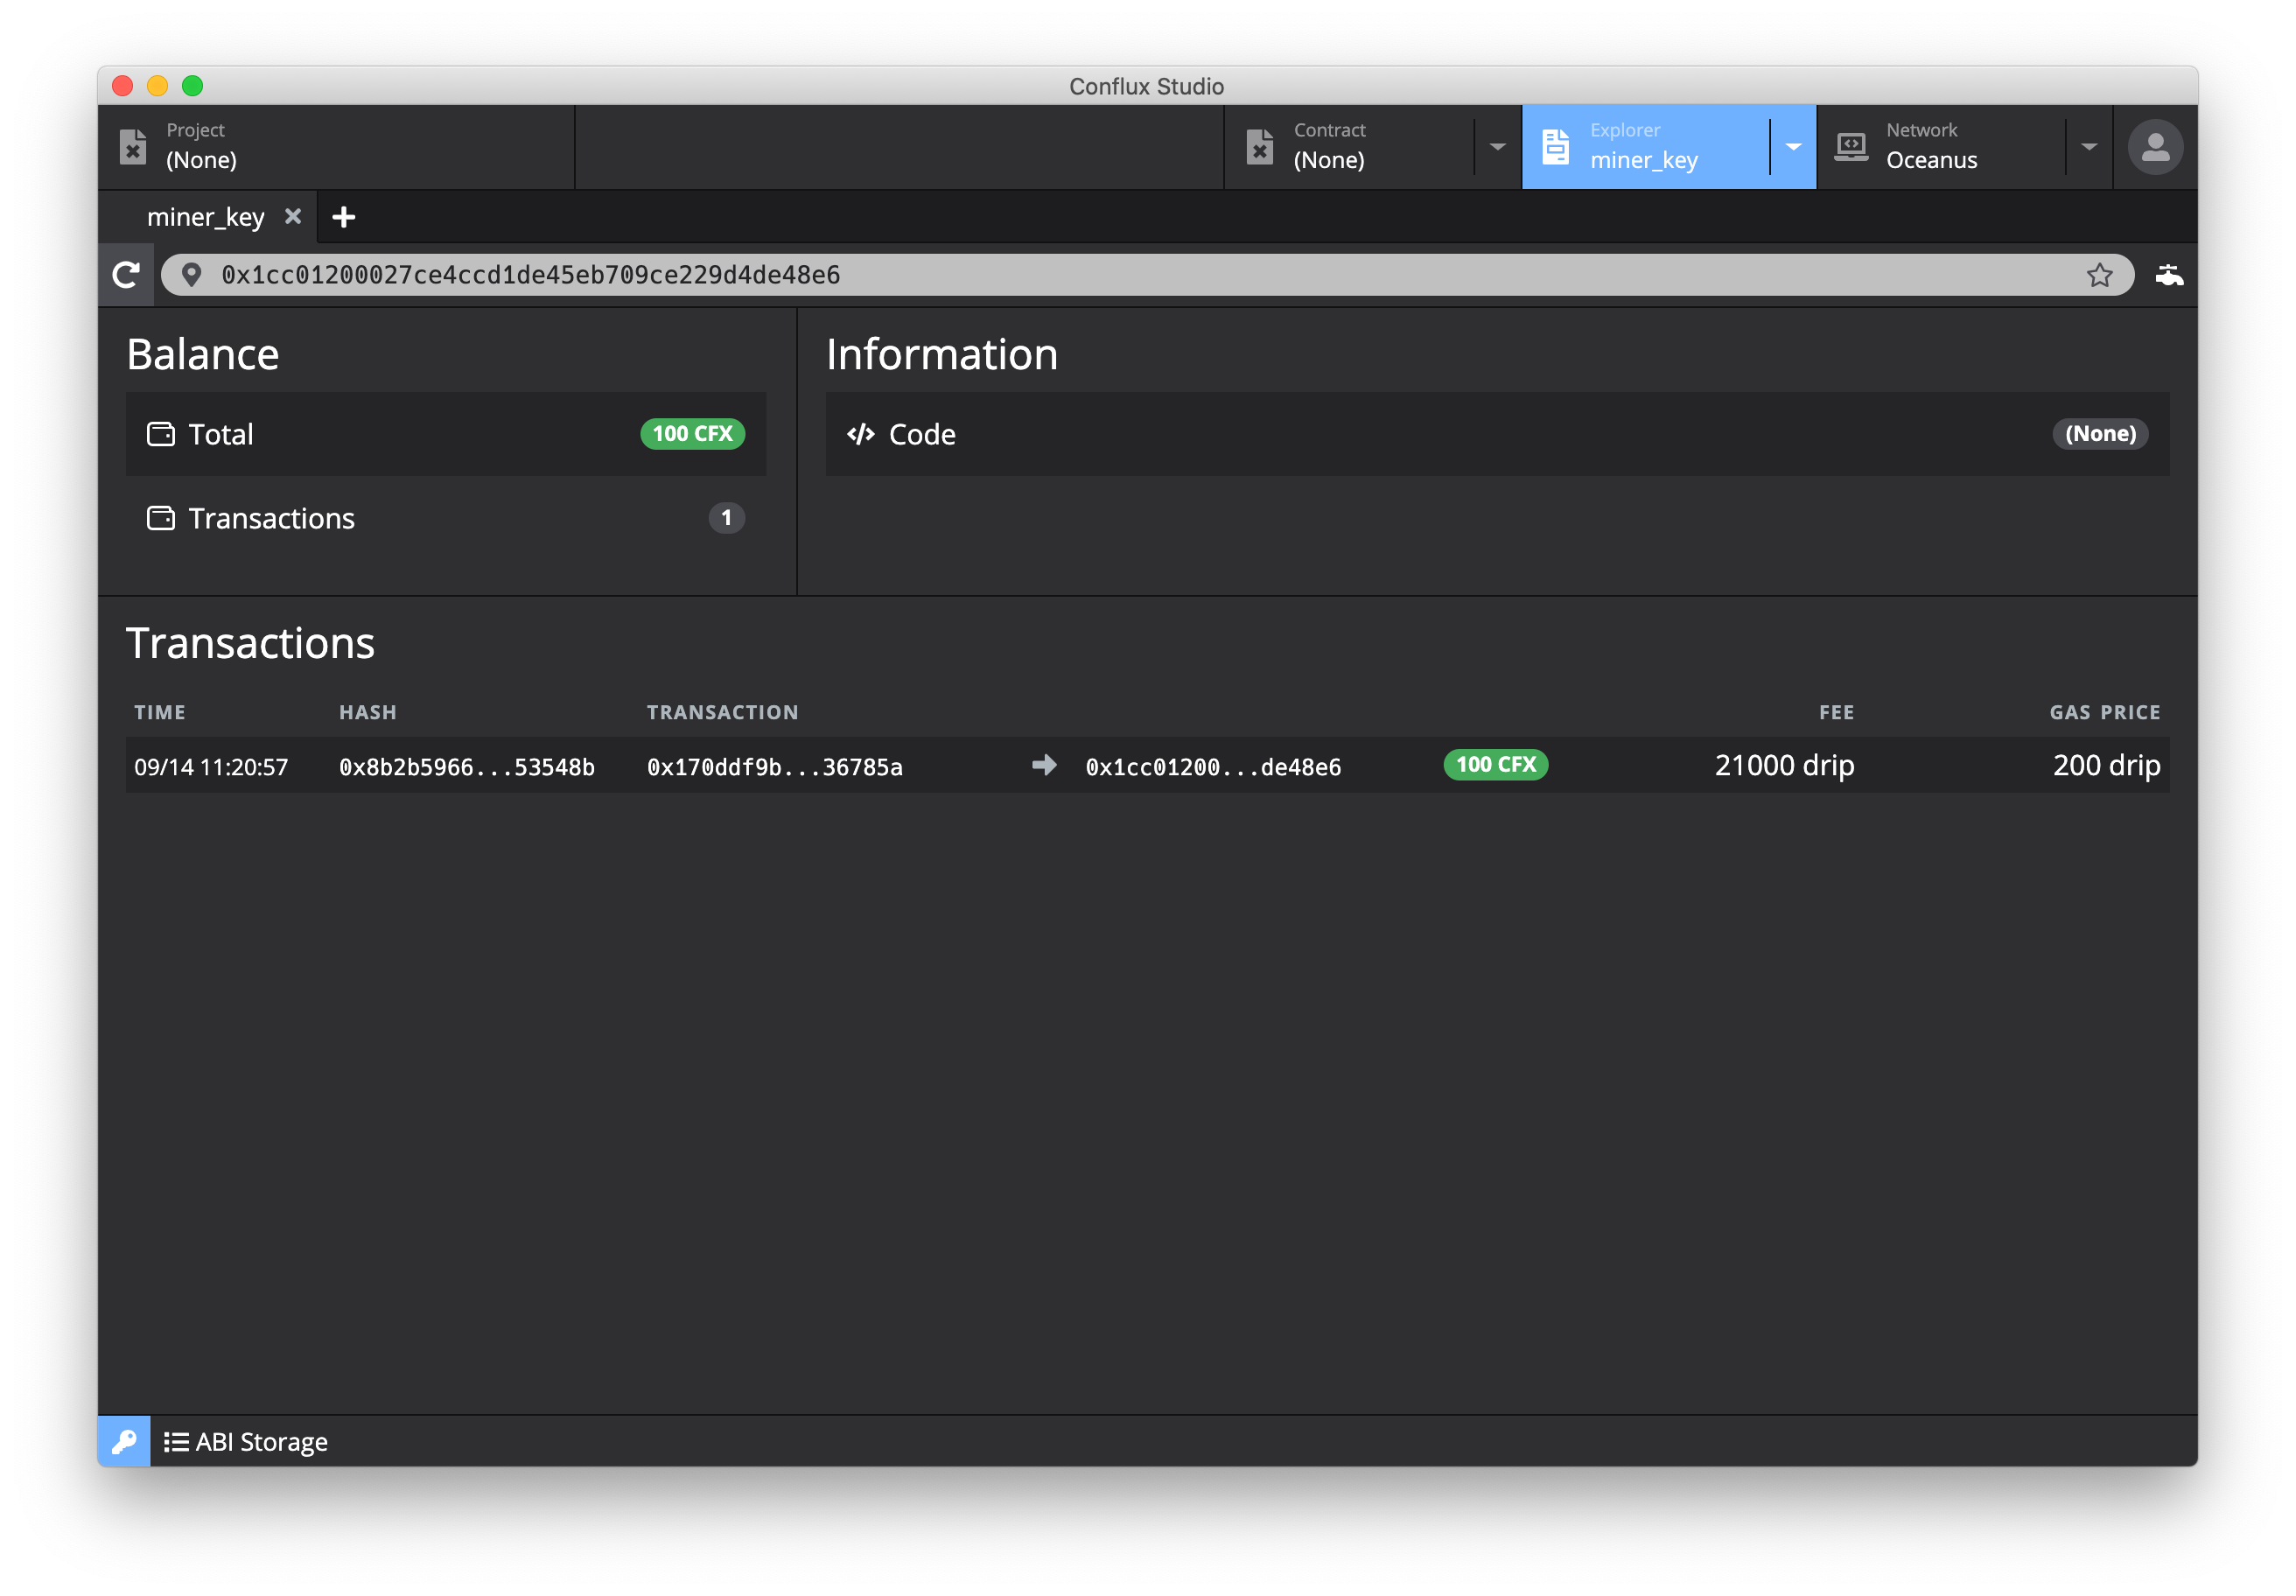 Conflux Studio
Project
(None)
Contract
(None)
Explorer
miner_key
Network
Oceanus
miner_key
0x1cc01200027ce4ccd1de45eb709ce229d4de48e6
Balance
Total 100 CFX
Transactions 1
Information
Code (None)
Transactions
TIME HASH TRANSACTION FEE GAS PRICE
09/14 11:20:57 0x8b2b5966...53548b 0x170ddf9b...36785a 0x1cc01200...de48e6 100 CFX 21000 drip 200 drip
ABI Storage